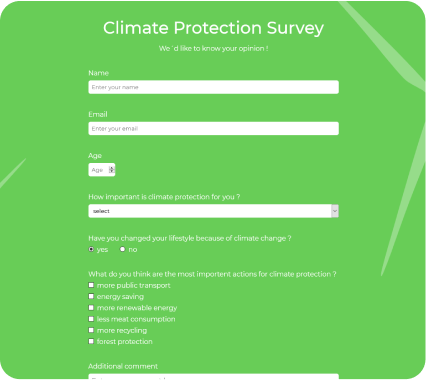 Climate Protection Survey
We´d like to know your opinion !
Name
Enter your name
Email
Enter your email
Age
Age
How important is climate protection for you ?
select
Have you changed your lifestyle because of climate change ?
yes no
What do you think are the most importent actions for climate protection ?
more public transport
energy saving
more renewable energy
less meat consumption
more recycling
forest protection
Additional comment